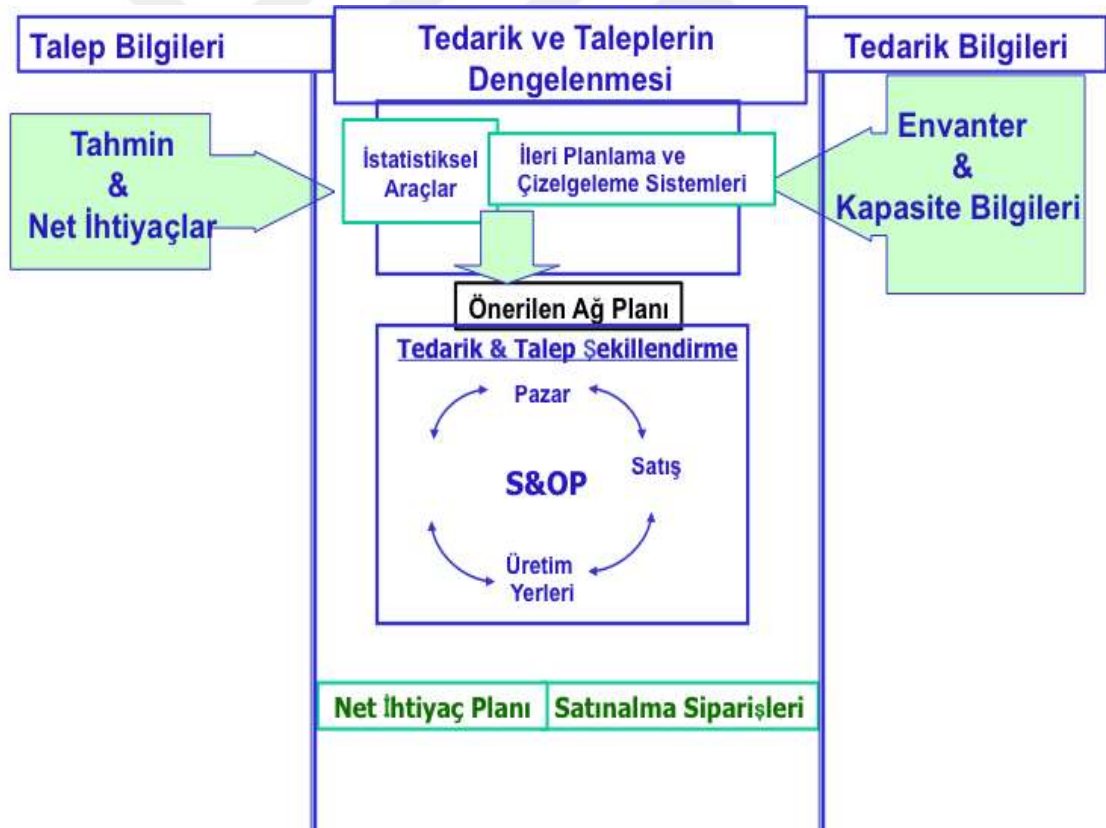 Talep Bilgileri
Tedarik ve Taleplerin
Dengelenmesi
Tedarik Bilgileri
Tahmin
&
Net İhtiyaçlar
İstatistiksel
Araçlar
İleri Planlama ve
Çizelgeleme Sistemleri
Envanter
&
Kapasite Bilgileri
Önerilen Ağ Planı
Tedarik & Talep Şekillendirme
Pazar
Satış
S&OP
Üretim
Yerleri
Net İhtiyaç Planı
Satınalma Siparişleri